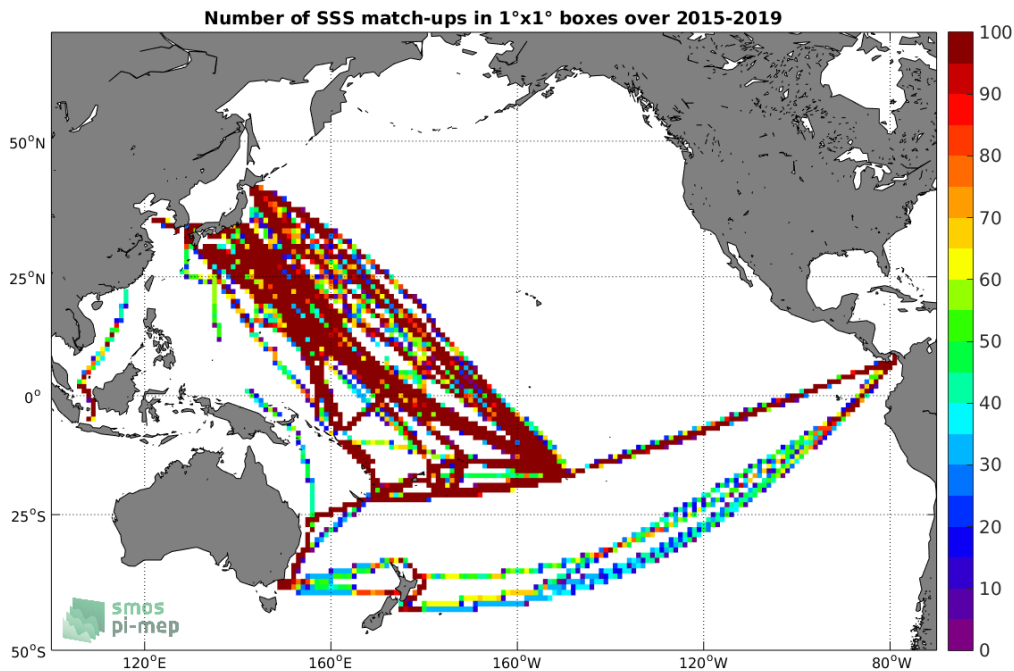 Number of SSS match-ups in 1°x1° boxes over 2015-2019
100
90
80
70
60
50
40
30
20
10
0
50°N
25°N
0°
25°S
50°S
120°E
160°E
160°W
120°W
80°W
smos
pi-mep